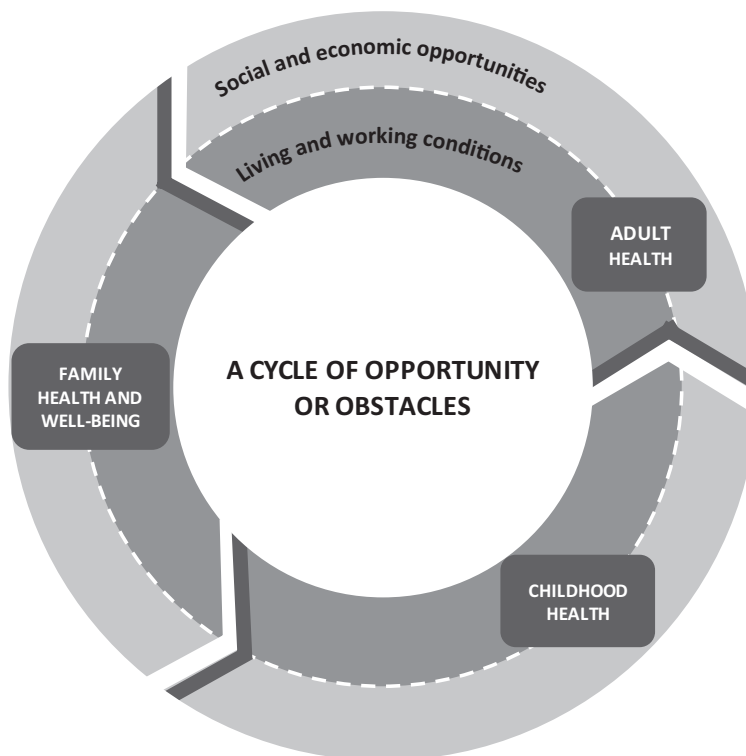 Social and economic opportunities
Living and working conditions
ADULT
HEALTH
A CYCLE OF OPPORTUNITY
OR OBSTACLES
FAMILY
HEALTH AND
WELL-BEING
CHILDHOOD
HEALTH